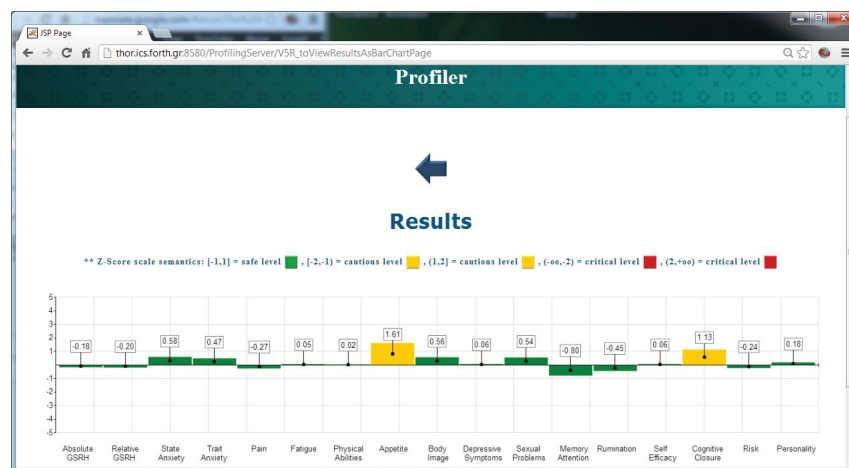 JSP Page
thor.ics.forth.gr:8580/ProfilingServer/V5R_toViewResultsAsBarChartPage
Profiler
Results
** Z-Score scale semantics: [-1,1] = safe level , [-2,-1) = cautious level , (1,2] = cautious level , (-oo,-2) = critical level , (2,+oo) = critical level
5
4
3
2
1
-1
-2
-3
-4
-5
-0.18 -0.20 0.58 0.47 -0.27 0.05 0.02 1.61 0.56 0.06 0.54 -0.80 -0.45 0.06 1.13 -0.24 0.18
Absolute Relative State Trait Pain Fatigue Physical Appetite Body Depressive Sexual Memory Rumination Self Cognitive Risk Personality
GSRH GSRH Anxiety Anxiety Abilities Image Symptoms Problems Attention Efficacy Closure